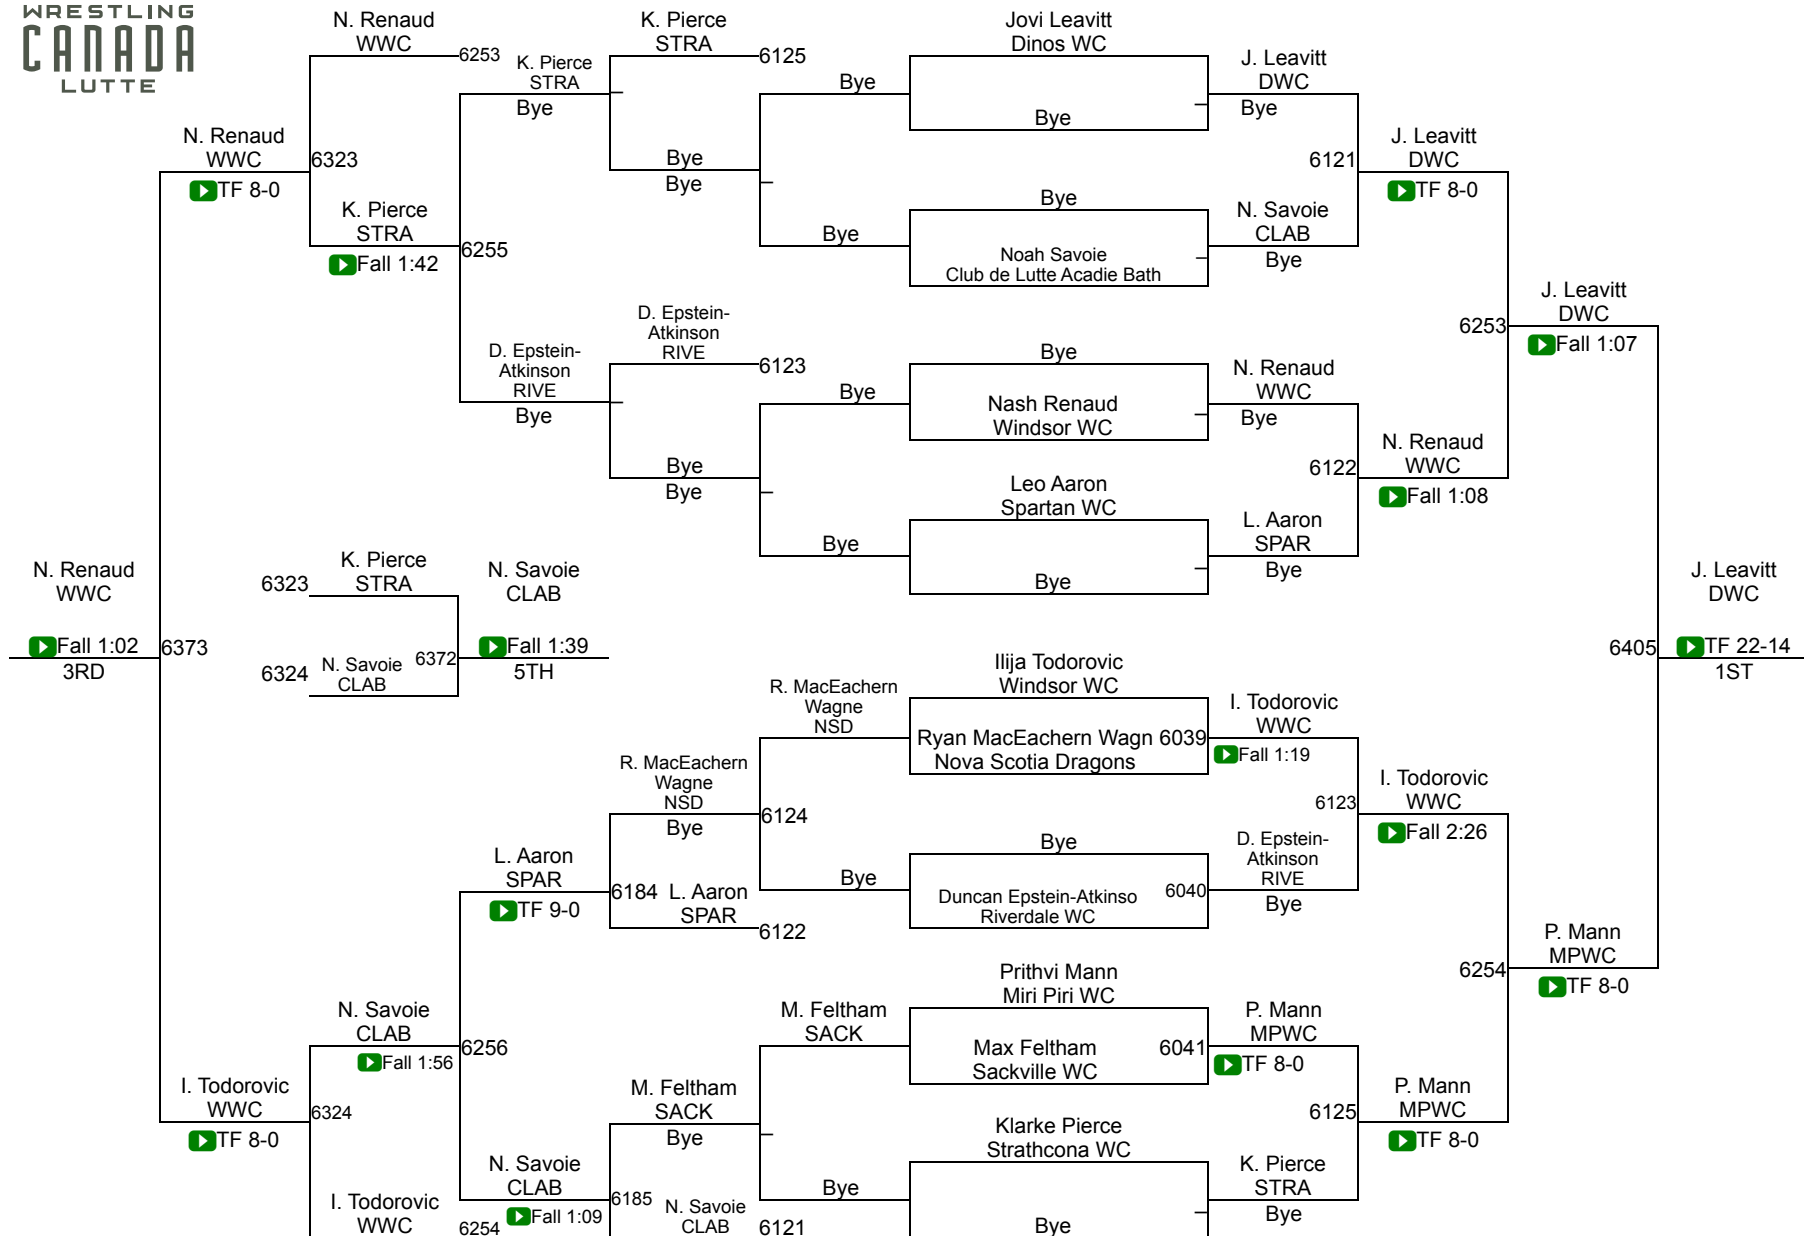 WRESTLING
CANADA
LUTTE
N. Renaud
WWC
6253
K. Pierce
STRA
6125
Jovi Leavitt
Dinos WC
K. Pierce
STRA
Bye
Bye
Bye
J. Leavitt
DWC
Bye
N. Renaud
WWC
TF 8-0
6323
Bye
Bye
6121
J. Leavitt
DWC
TF 8-0
K. Pierce
STRA
Fall 1:42
6255
Bye
Bye
Noah Savoie
Club de Lutte Acadie Bath
N. Savoie
CLAB
Bye
D. Epstein-
Atkinson
RIVE
6123
D. Epstein-
Atkinson
RIVE
Bye
Bye
Bye
Nash Renaud
Windsor WC
N. Renaud
WWC
Bye
6253
J. Leavitt
DWC
Fall 1:07
Bye
Bye
6122
N. Renaud
WWC
Fall 1:08
Leo Aaron
Spartan WC
Bye
Bye
L. Aaron
SPAR
Bye
N. Renaud
WWC
Fall 1:02
3RD
6373
6323
K. Pierce
STRA
6324
N. Savoie
CLAB
6372
N. Savoie
CLAB
Fall 1:39
5TH
6405
J. Leavitt
DWC
TF 22-14
1ST
R. MacEachern
Wagne
NSD
Ilija Todorovic
Windsor WC
Ryan MacEachern Wagn 6039
Nova Scotia Dragons
I. Todorovic
WWC
Fall 1:19
R. MacEachern
Wagne
NSD
Bye
6124
6123
I. Todorovic
WWC
Fall 2:26
L. Aaron
SPAR
TF 9-0
6184
L. Aaron
SPAR
6122
Bye
Bye
Duncan Epstein-Atkinso 6040
Riverdale WC
D. Epstein-
Atkinson
RIVE
Bye
6254
P. Mann
MPWC
TF 8-0
N. Savoie
CLAB
Fall 1:56
6256
M. Feltham
SACK
Prithvi Mann
Miri Piri WC
Max Feltham 6041
Sackville WC
P. Mann
MPWC
TF 8-0
I. Todorovic
WWC
TF 8-0
6324
M. Feltham
SACK
Bye
6125
P. Mann
MPWC
TF 8-0
Klarke Pierce
Strathcona WC
I. Todorovic
WWC
6254
N. Savoie
CLAB
Fall 1:09
6185
N. Savoie
CLAB
6121
Bye
Bye
K. Pierce
STRA
Bye